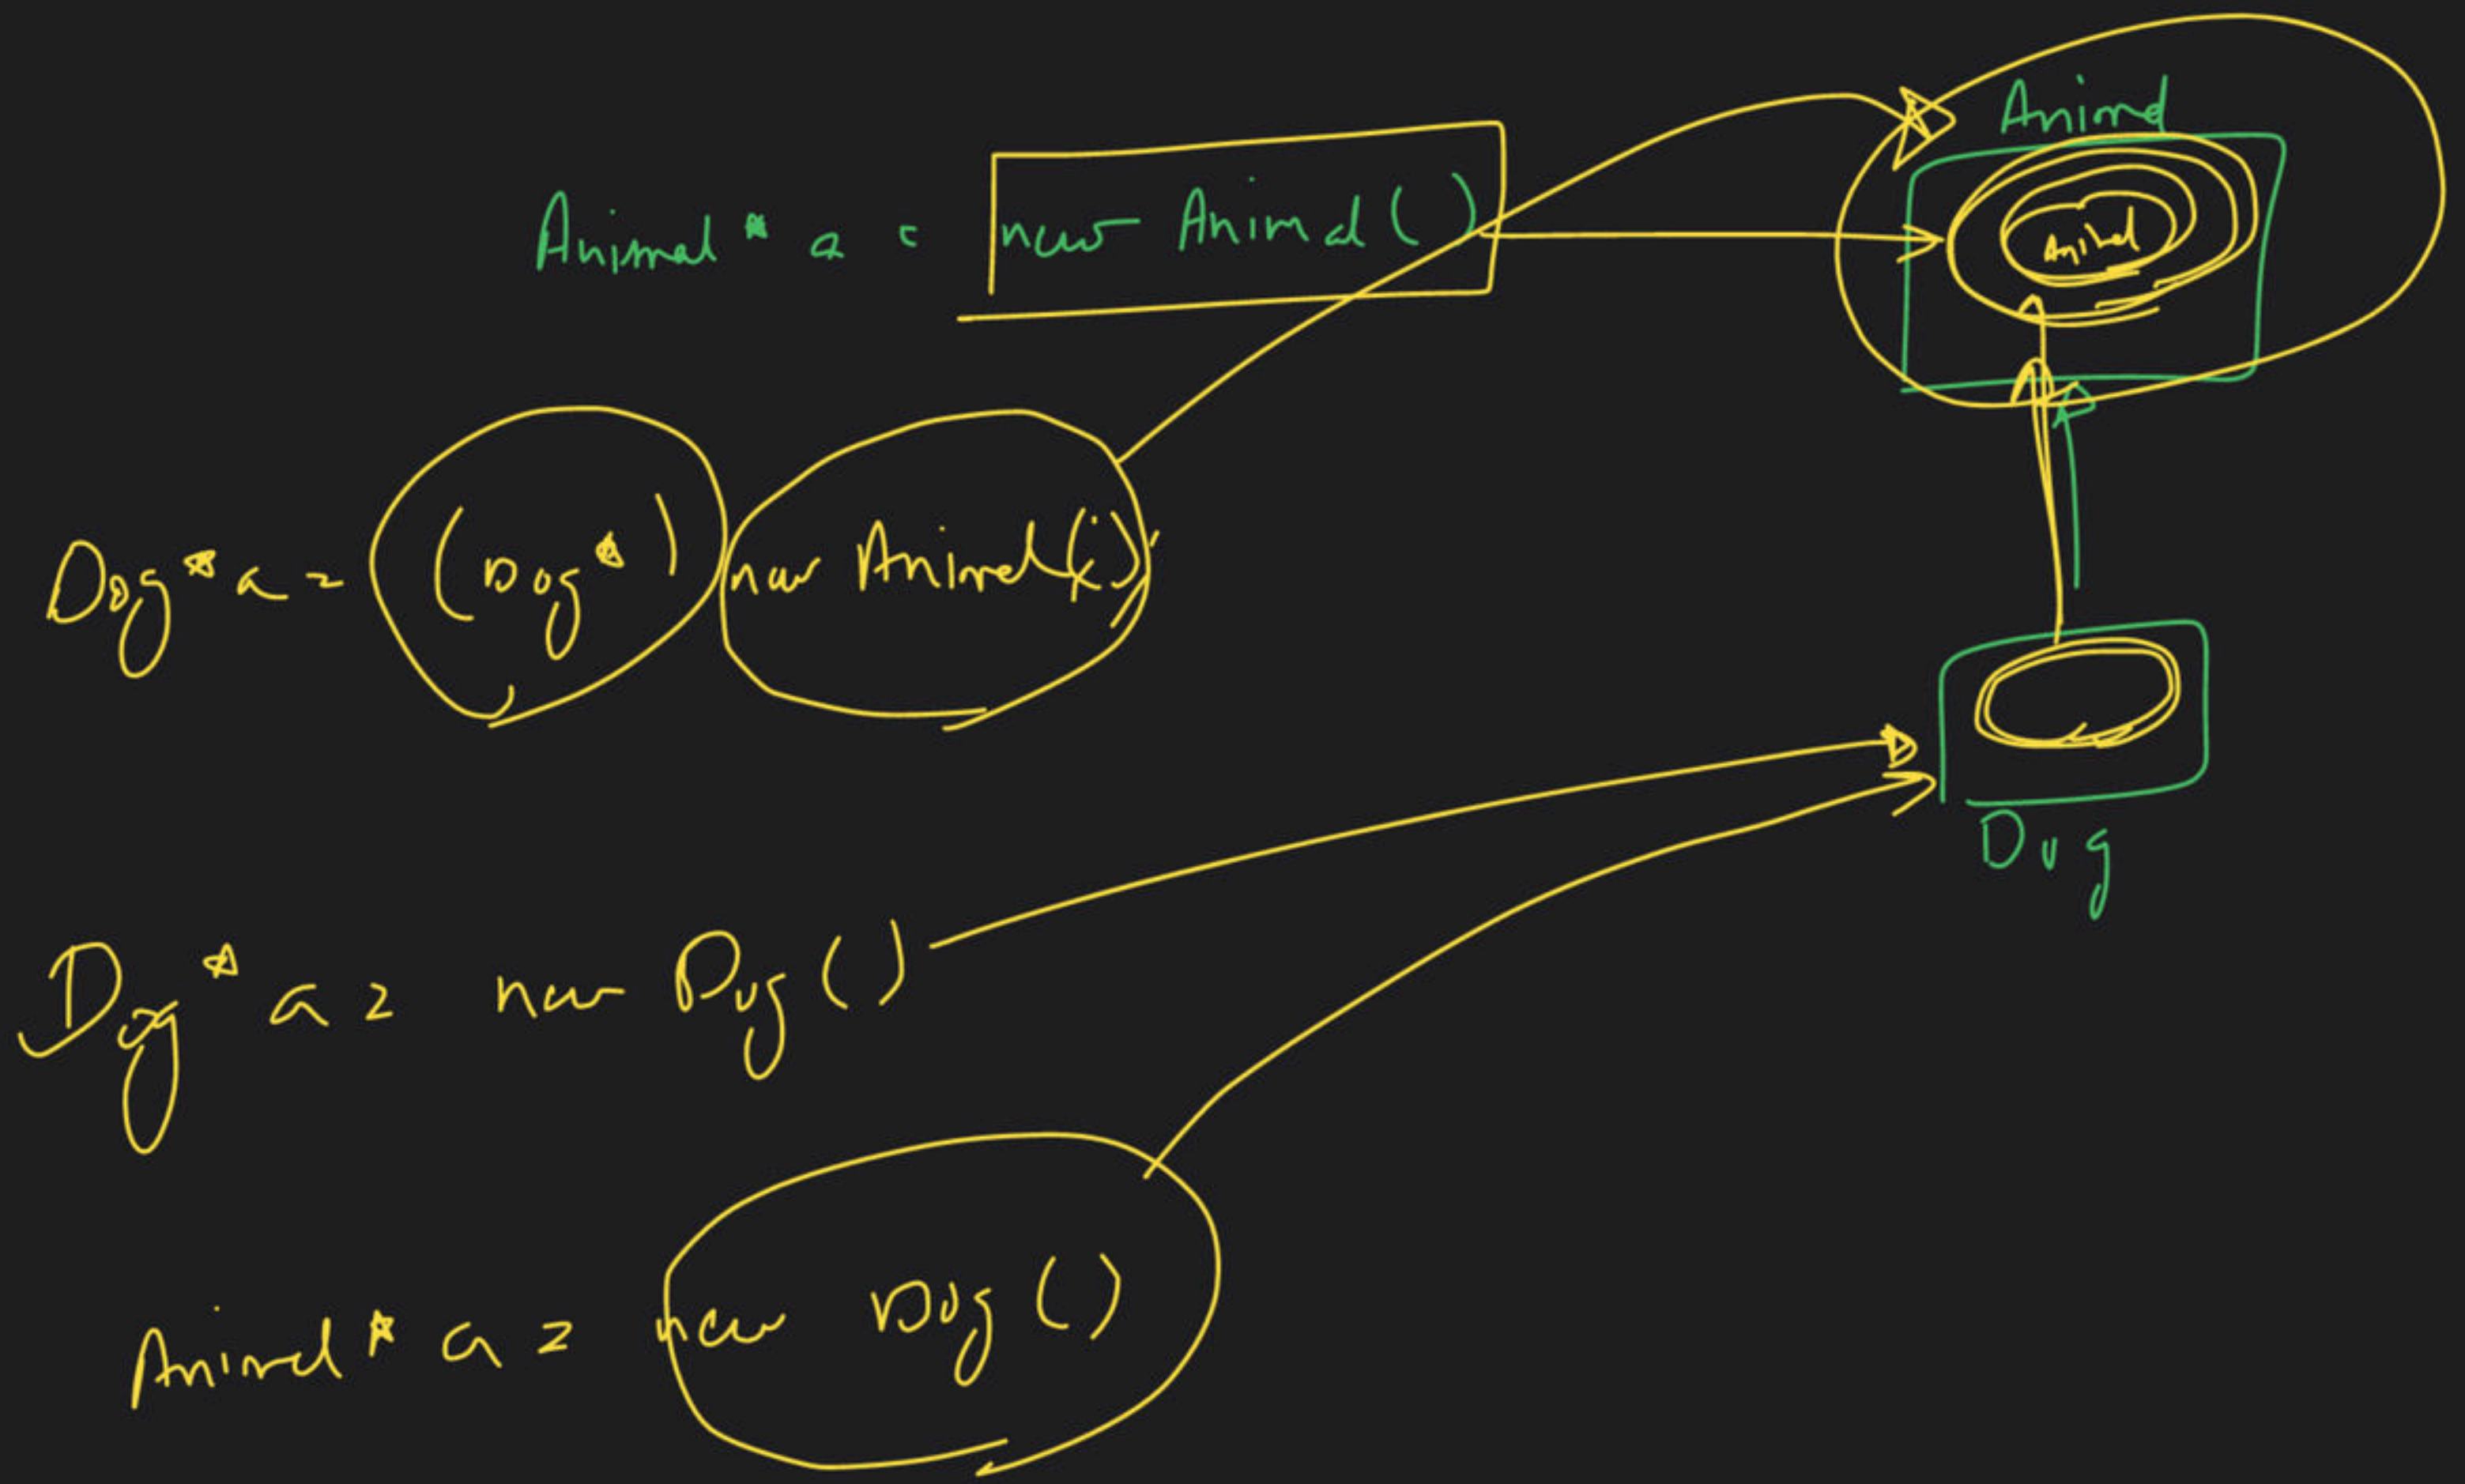 Animal
Animal* a = new Animal()
Animal
Dog* a = (Dog*) new Animal();
Dog
Dog* a = new Dog()
Animal* a = new Dog()